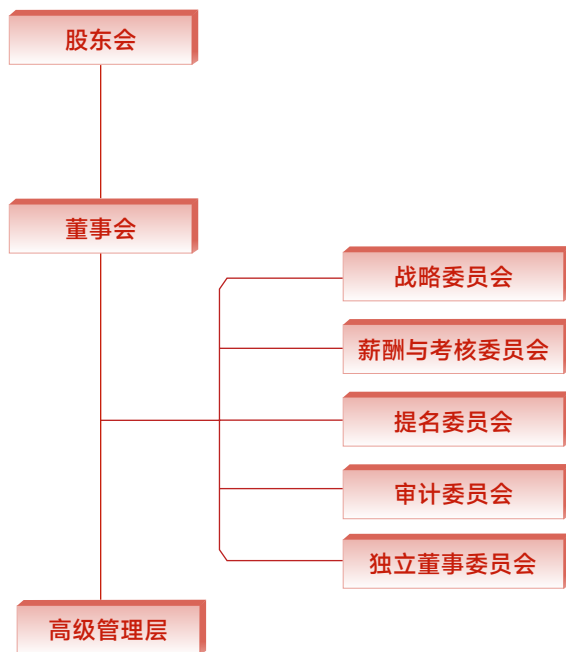 股东会
董事会
战略委员会
薪酬与考核委员会
提名委员会
审计委员会
独立董事委员会
高级管理层